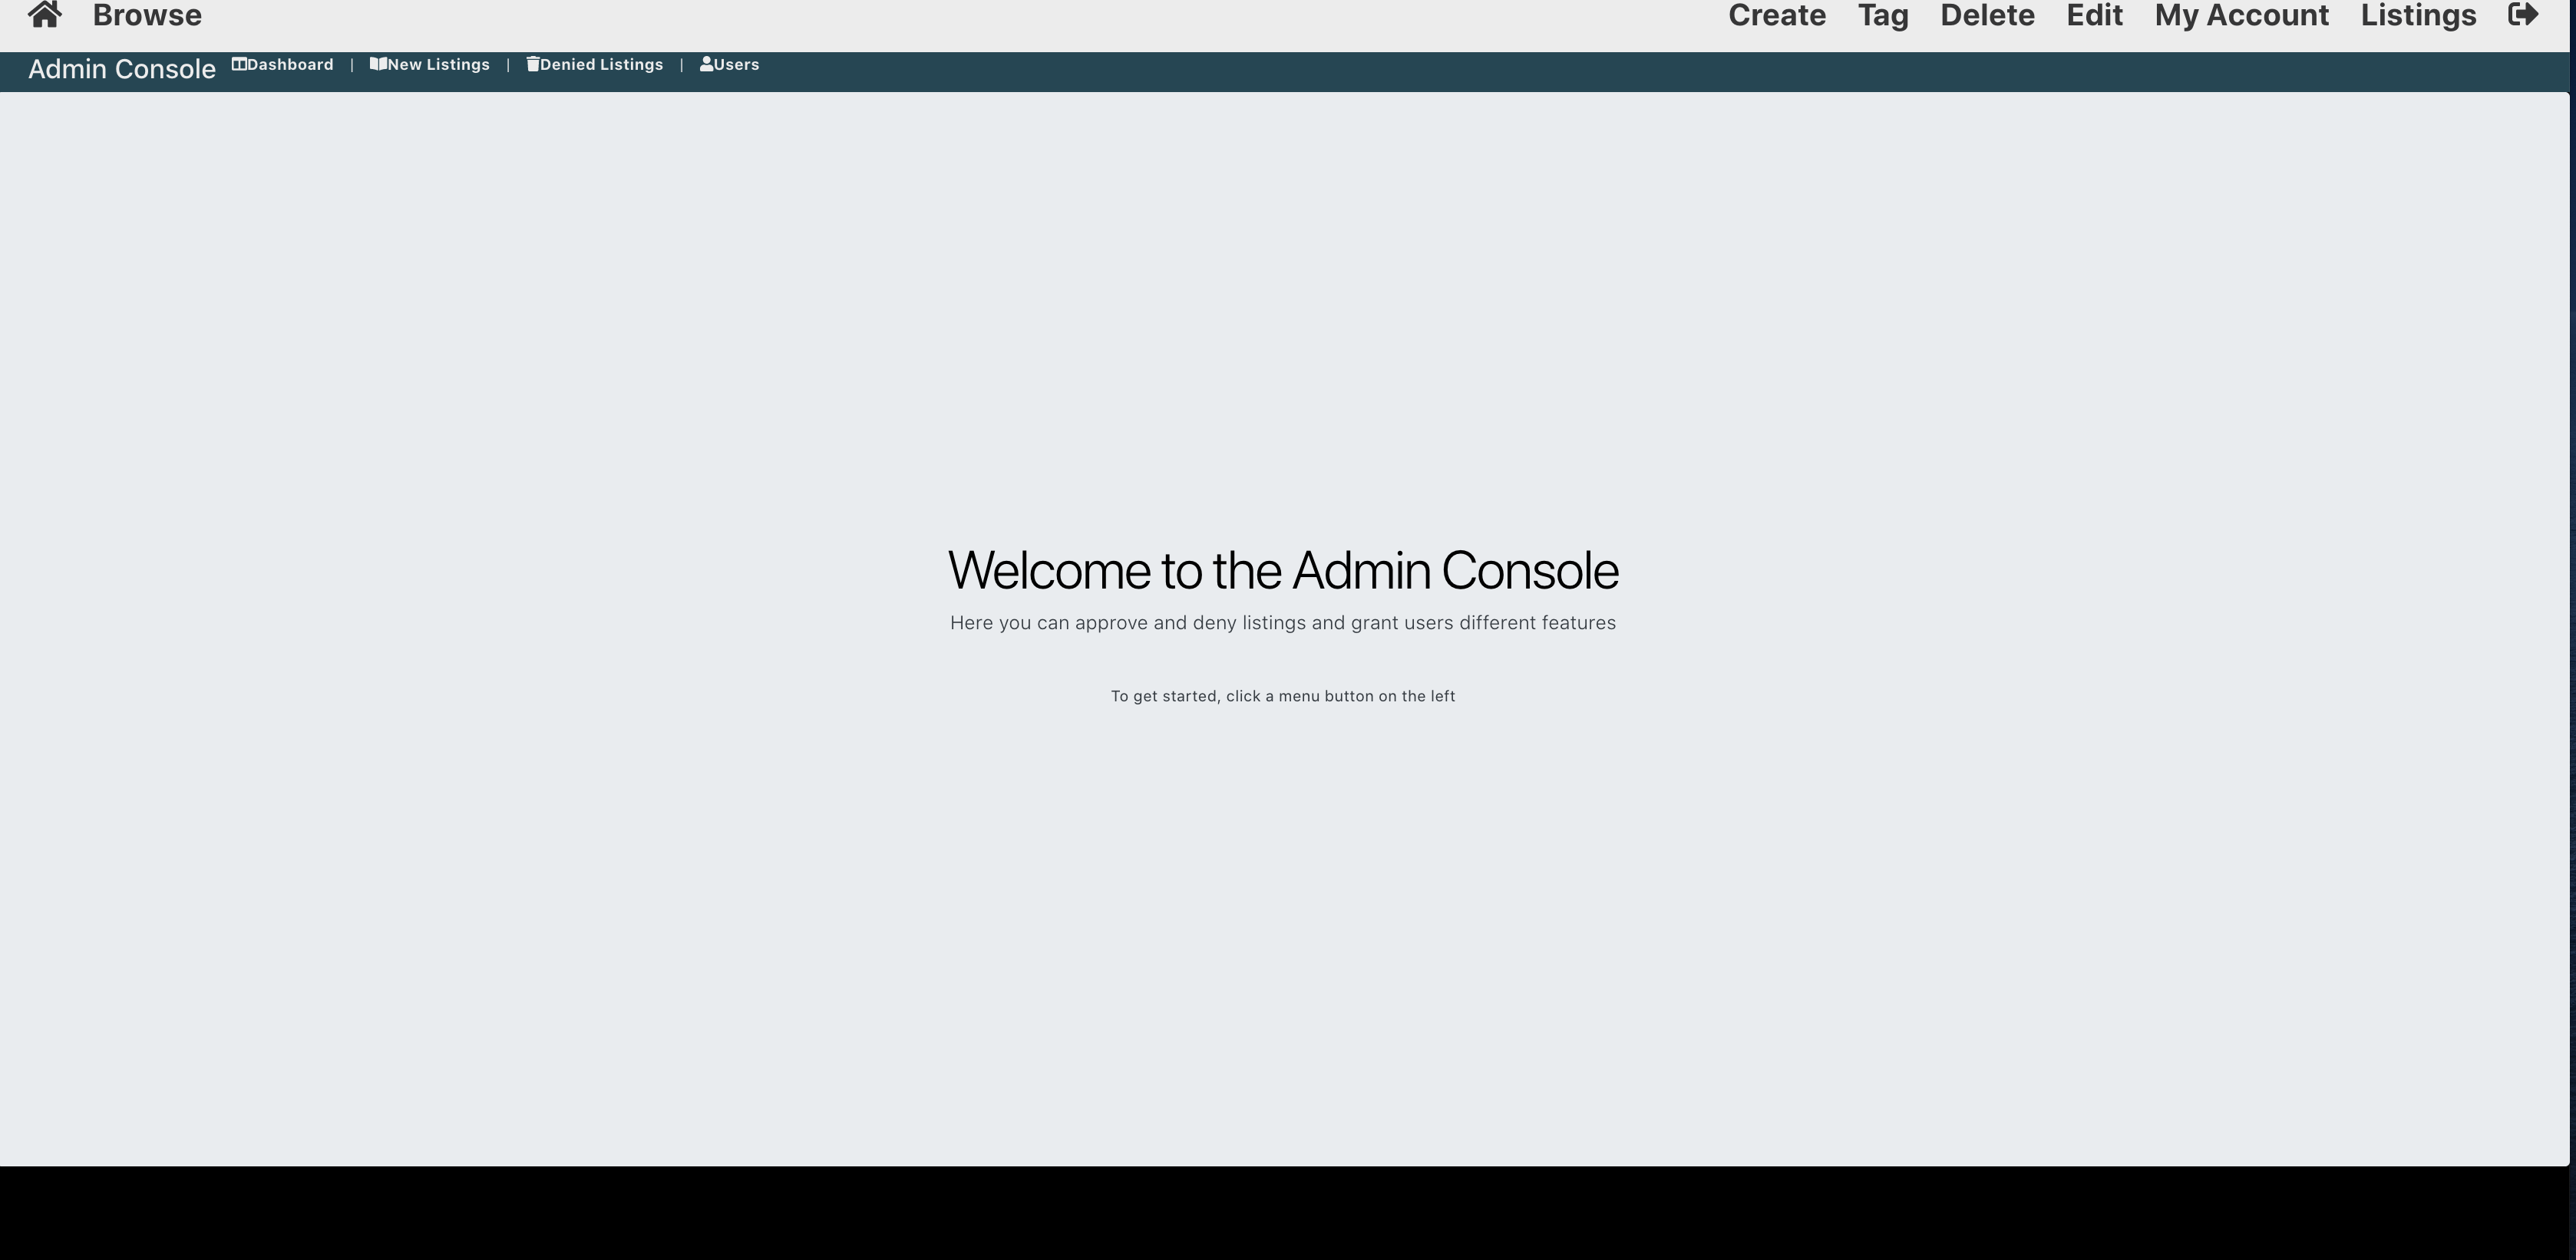 Browse Create Tag Delete Edit My Account Listings
Admin Console Dashboard | New Listings | Denied Listings | Users
Welcome to the Admin Console
Here you can approve and deny listings and grant users different features
To get started, click a menu button on the left